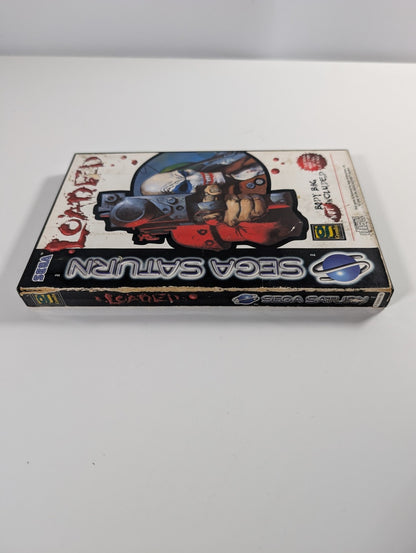 LOADED
BODY BAG
INCLUDED
SEGA SATURN
SEGA
LOADED
SEGA SATURN